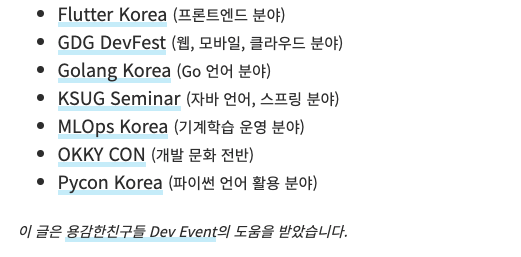 • Flutter Korea (프론트엔드 분야)
• GDG DevFest (웹, 모바일, 클라우드 분야)
• Golang Korea (Go 언어 분야)
• KSUG Seminar (자바 언어, 스프링 분야)
• MLOps Korea (기계학습 운영 분야)
• OKKY CON (개발 문화 전반)
• Pycon Korea (파이썬 언어 활용 분야)
이 글은 용감한친구들 Dev Event의 도움을 받았습니다.